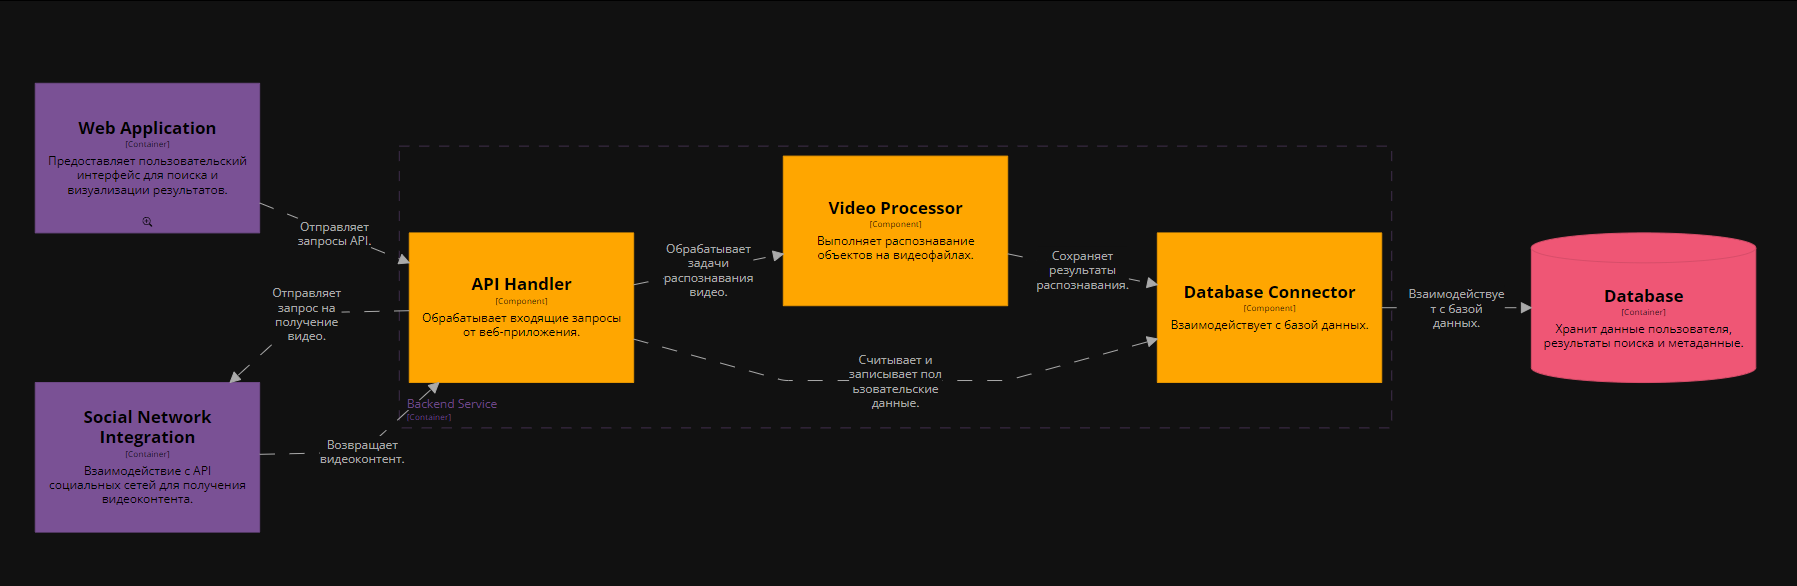 Web Application
[Container]
Предоставляет пользовательский
интерфейс для поиска и
визуализации результатов.
Отправляет
запросы API.
Отправляет
запрос на
получение
видео.
Social Network
Integration
[Container]
Взаимодействие с API
социальных сетей для получения
видеоконтента.
Возвращает
видеоконтент.
API Handler
[Component]
Обрабатывает входящие запросы
от веб-приложения.
Backend Service
[Container]
Обрабатывает
задачи
распознавания
видео.
Video Processor
[Component]
Выполняет распознавание
объектов на видеофайлах.
Считывает и
записывает пол
ьзовательские
данные.
Сохраняет
результаты
распознавания.
Database Connector
[Component]
Взаимодействует с базой данных.
Взаимодействуе
т с базой
данных.
Database
[Container]
Хранит данные пользователя,
результаты поиска и метаданные.